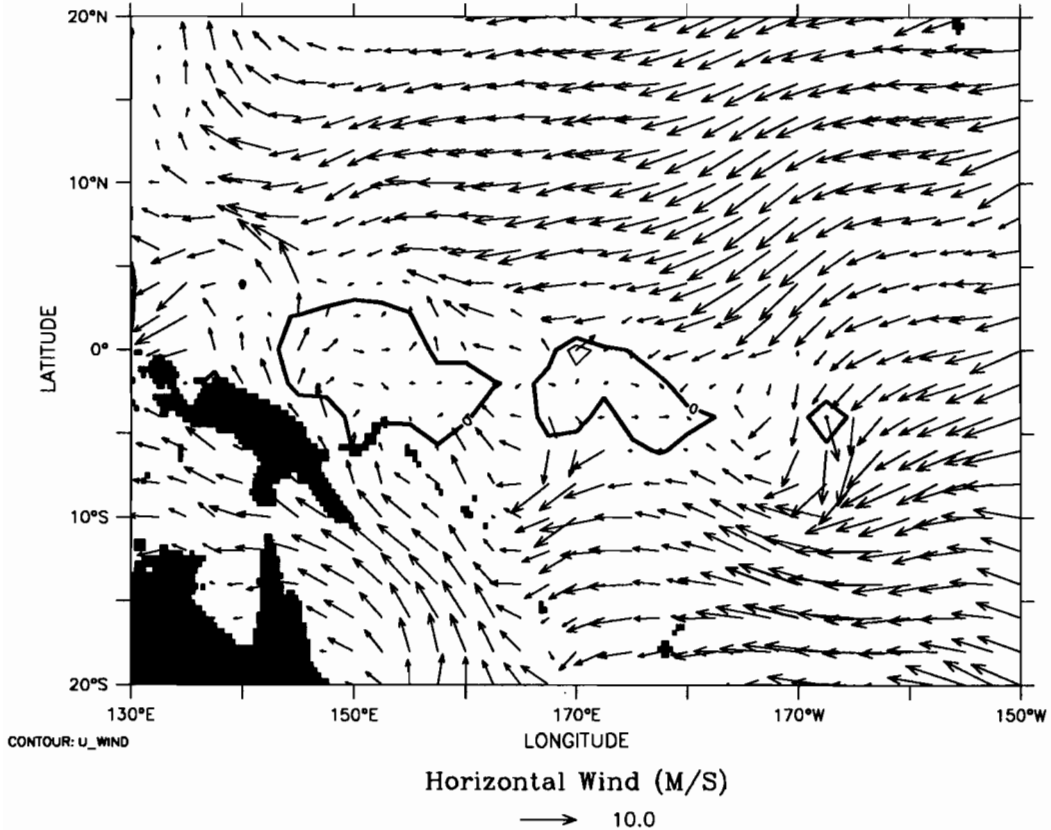 20°N
10°N
0°
10°S
20°S
LATITUDE
0
0
130°E 150°E 170°E 170°W 150°W
CONTOUR: U_WIND
LONGITUDE
Horizontal Wind (M/S)
10.0